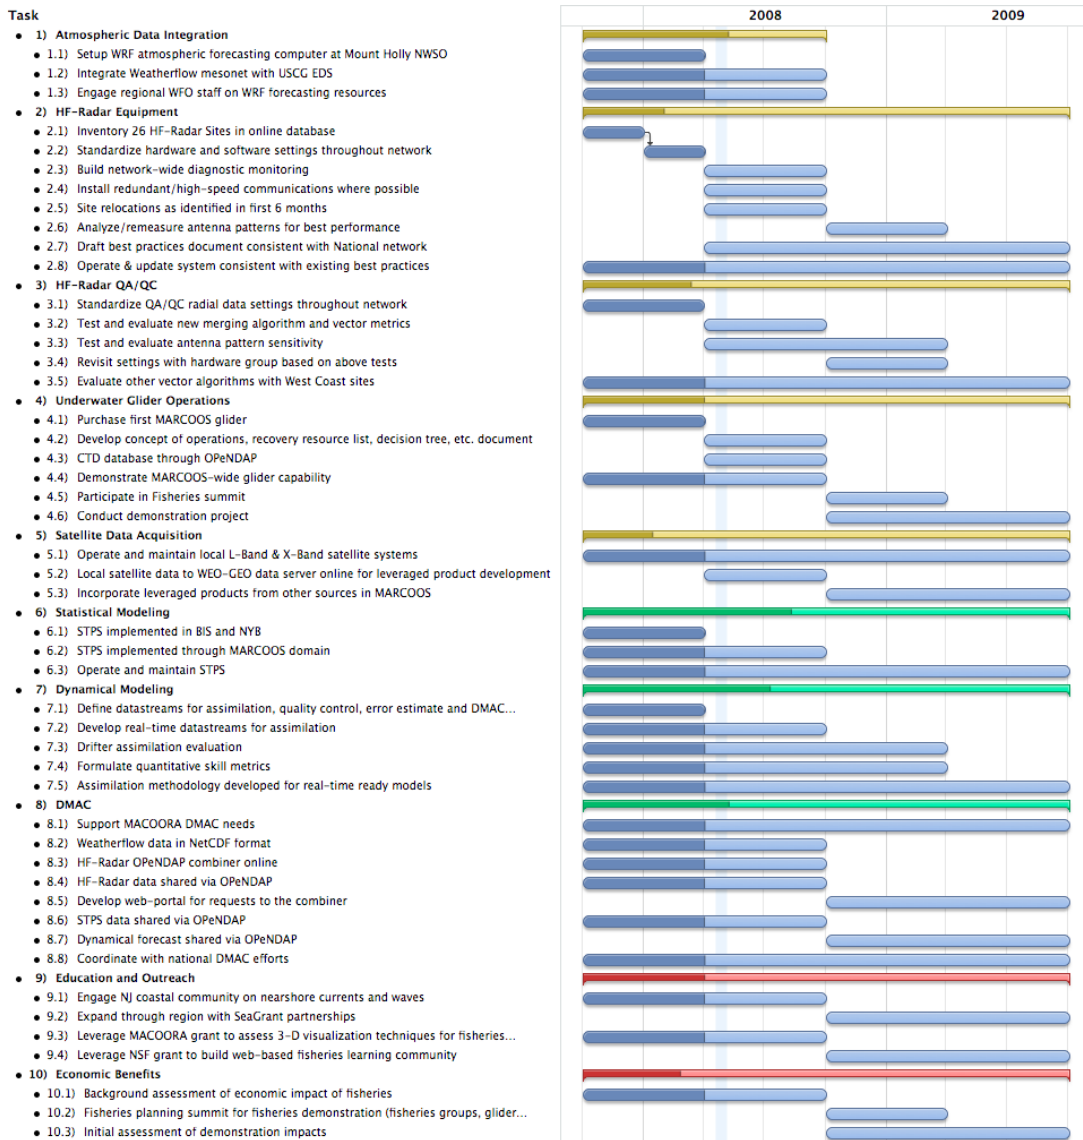 Task 2008 2009
• 1) Atmospheric Data Integration
• 1.1) Setup WRF atmospheric forecasting computer at Mount Holly NWSO
• 1.2) Integrate Weatherflow mesonet with USCG EDS
• 1.3) Engage regional WFO staff on WRF forecasting resources
• 2) HF-Radar Equipment
• 2.1) Inventory 26 HF-Radar Sites in online database
• 2.2) Standardize hardware and software settings throughout network
• 2.3) Build network-wide diagnostic monitoring
• 2.4) Install redundant/high-speed communications where possible
• 2.5) Site relocations as identified in first 6 months
• 2.6) Analyze/remeasure antenna patterns for best performance
• 2.7) Draft best practices document consistent with National network
• 2.8) Operate & update system consistent with existing best practices
• 3) HF-Radar QA/QC
• 3.1) Standardize QA/QC radial data settings throughout network
• 3.2) Test and evaluate new merging algorithm and vector metrics
• 3.3) Test and evaluate antenna pattern sensitivity
• 3.4) Revisit settings with hardware group based on above tests
• 3.5) Evaluate other vector algorithms with West Coast sites
• 4) Underwater Glider Operations
• 4.1) Purchase first MARCOOS glider
• 4.2) Develop concept of operations, recovery resource list, decision tree, etc. document
• 4.3) CTD database through OPeNDAP
• 4.4) Demonstrate MARCOOS-wide glider capability
• 4.5) Participate in Fisheries summit
• 4.6) Conduct demonstration project
• 5) Satellite Data Acquisition
• 5.1) Operate and maintain local L-Band & X-Band satellite systems
• 5.2) Local satellite data to WEO-GEO data server online for leveraged product development
• 5.3) Incorporate leveraged products from other sources in MARCOOS
• 6) Statistical Modeling
• 6.1) STPS implemented in BIS and NYB
• 6.2) STPS implemented through MARCOOS domain
• 6.3) Operate and maintain STPS
• 7) Dynamical Modeling
• 7.1) Define datastreams for assimilation, quality control, error estimate and DMAC...
• 7.2) Develop real-time datastreams for assimilation
• 7.3) Drifter assimilation evaluation
• 7.4) Formulate quantitative skill metrics
• 7.5) Assimilation methodology developed for real-time ready models
• 8) DMAC
• 8.1) Support MACOORA DMAC needs
• 8.2) Weatherflow data in NetCDF format
• 8.3) HF-Radar OPeNDAP combiner online
• 8.4) HF-Radar data shared via OPeNDAP
• 8.5) Develop web-portal for requests to the combiner
• 8.6) STPS data shared via OPeNDAP
• 8.7) Dynamical forecast shared via OPeNDAP
• 8.8) Coordinate with national DMAC efforts
• 9) Education and Outreach
• 9.1) Engage NJ coastal community on nearshore currents and waves
• 9.2) Expand through region with SeaGrant partnerships
• 9.3) Leverage MACOORA grant to assess 3-D visualization techniques for fisheries...
• 9.4) Leverage NSF grant to build web-based fisheries learning community
• 10) Economic Benefits
• 10.1) Background assessment of economic impact of fisheries
• 10.2) Fisheries planning summit for fisheries demonstration (fisheries groups, glider...
• 10.3) Initial assessment of demonstration impacts